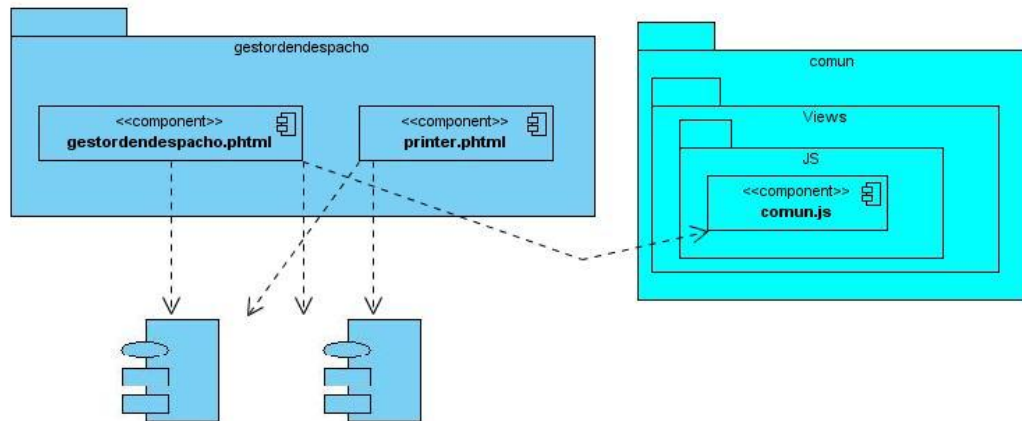 gestordendespacho
<<component>>
gestordendespacho.phtml
<<component>>
printer.phtml
comun
Views
JS
<<component>>
comun.js